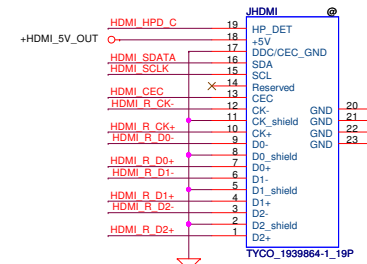 JHDMI @
HDMI_HPD_C 19 HP_DET
+HDMI_5V_OUT 18 +5V
17 DDC/CEC_GND
HDMI_SDATA 16 SDA
HDMI_SCLK 15 SCL
14 Reserved
HDMI_CEC 13 CEC
HDMI_R_CK- 12 CK- GND 20
11 CK_shield GND 21
HDMI_R_CK+ 10 CK+ GND 22
HDMI_R_D0- 9 D0- GND 23
8 D0_shield
HDMI_R_D0+ 7 D0+
HDMI_R_D1- 6 D1-
5 D1_shield
HDMI_R_D1+ 4 D1+
HDMI_R_D2- 3 D2-
2 D2_shield
HDMI_R_D2+ 1 D2+
TYCO_1939864-1_19P